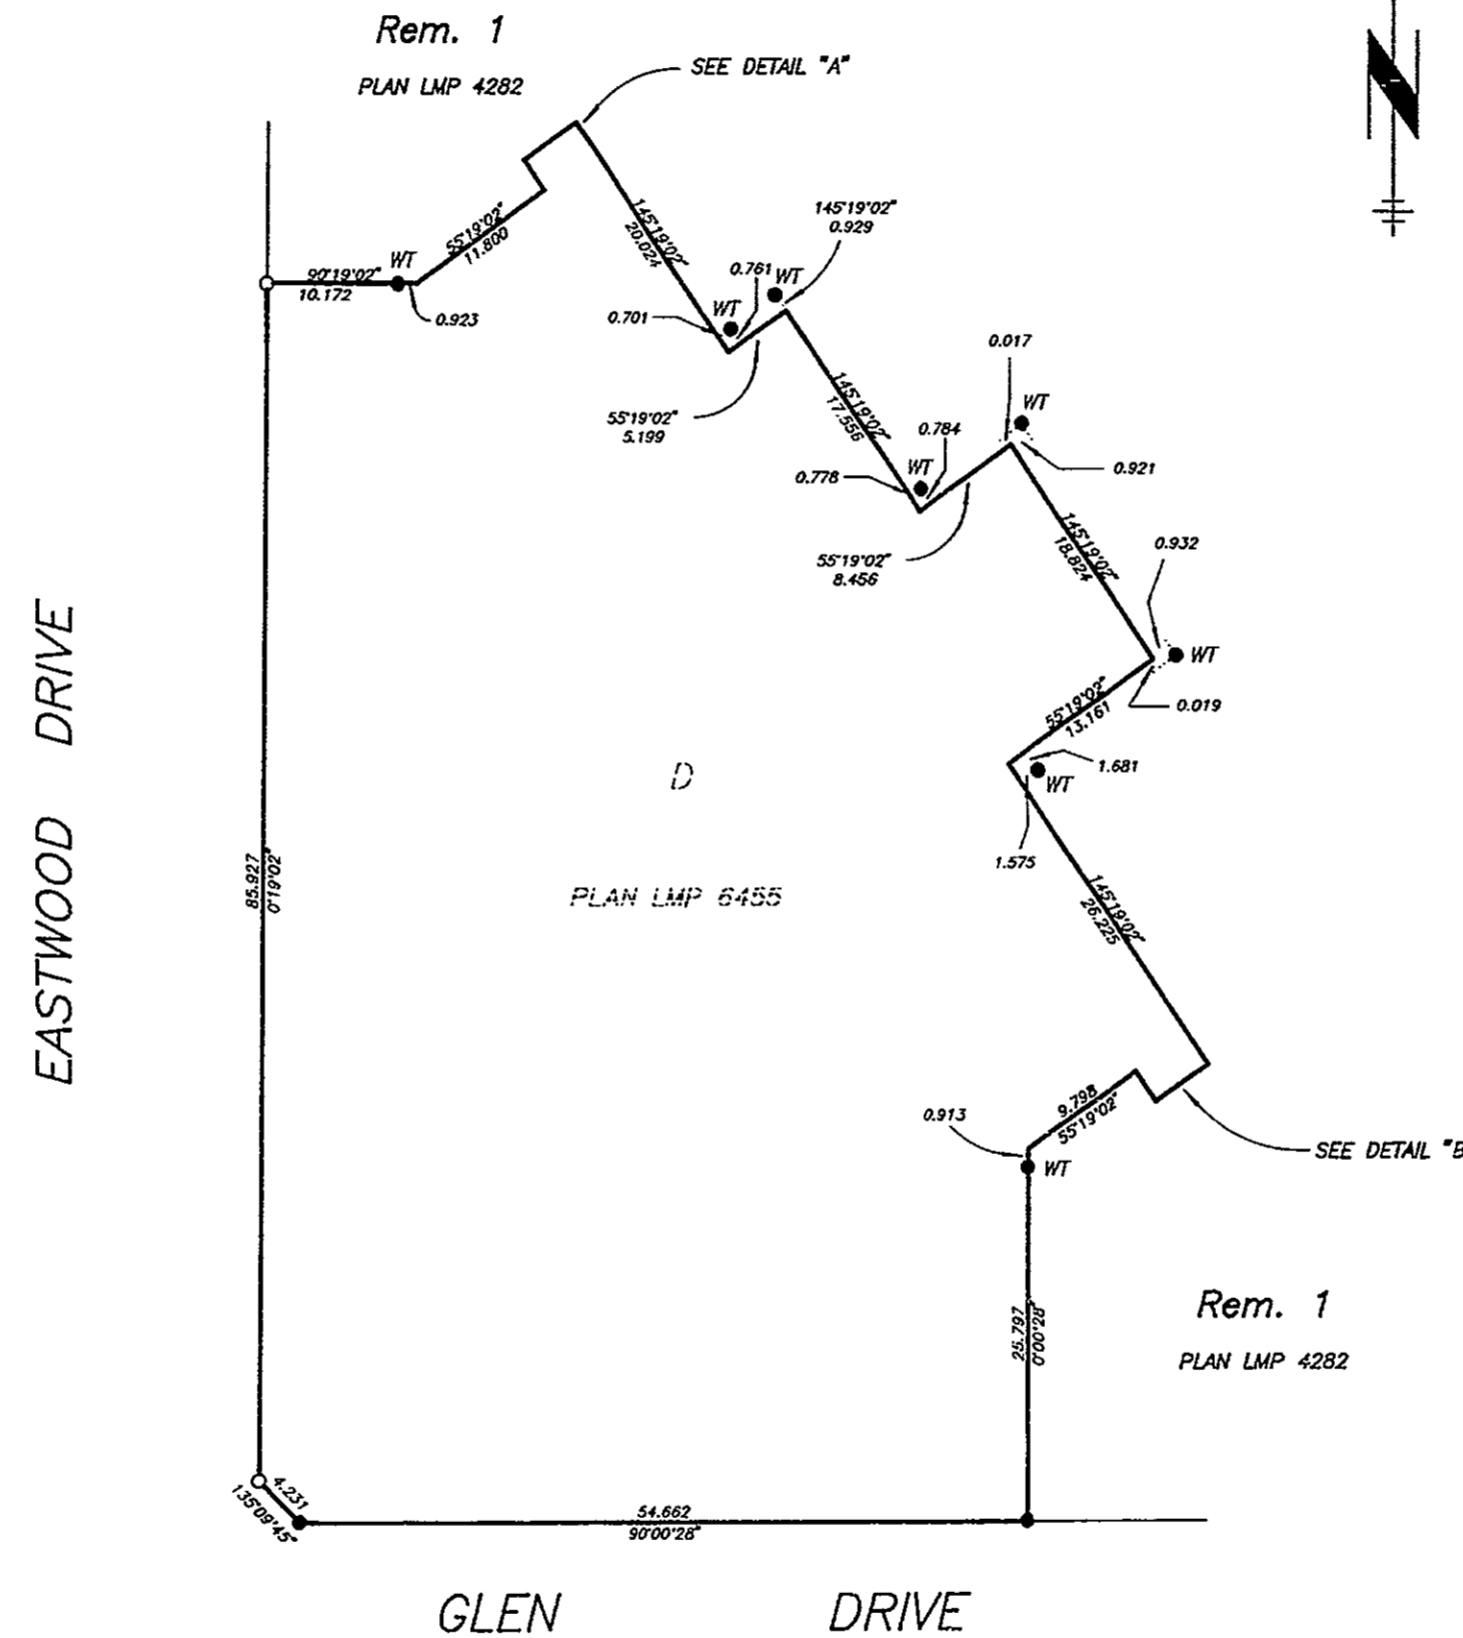 Rem. 1
PLAN LMP 4282
SEE DETAIL "A"
N
145°19'02"
0.929
55°19'02"
11.800
WT
90°19'02"
10.172
0.923
145°19'02"
20.024
0.761
WT
WT
0.701
55°19'02"
5.199
145°19'02"
17.556
0.017
WT
0.784
WT
0.778
0.921
55°19'02"
8.456
145°19'02"
18.824
0.932
WT
0.019
55°19'02"
13.161
1.681
WT
1.575
D
PLAN LMP 6455
EASTWOOD DRIVE
85.927
0°19'02"
145°19'02"
26.225
9.798
55°19'02"
0.913
WT
SEE DETAIL "B
Rem. 1
PLAN LMP 4282
25.797
0°00'28"
4.231
135°09'45"
54.662
90°00'28"
GLEN DRIVE